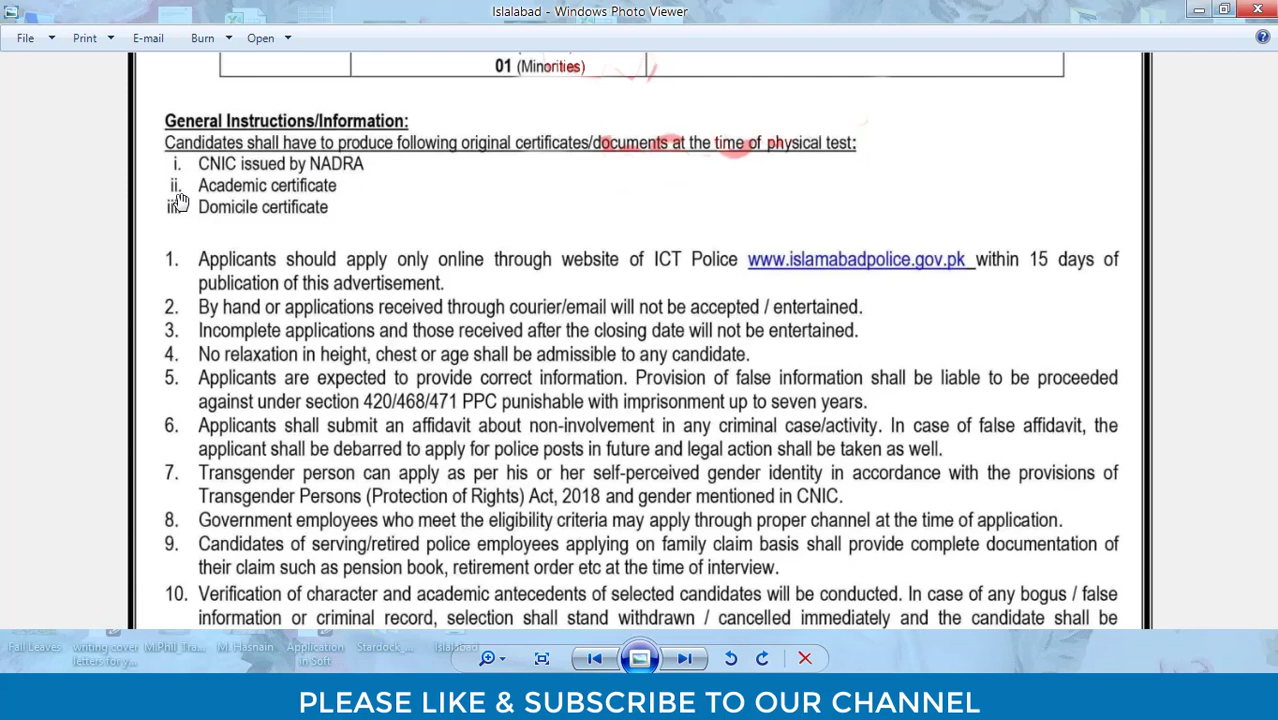 Islalabad - Windows Photo Viewer
File Print E-mail Burn Open
01 (Minorities)
General Instructions/Information:
Candidates shall have to produce following original certificates/documents at the time of physical test:
i. CNIC issued by NADRA
ii. Academic certificate
iii. Domicile certificate
1. Applicants should apply only online through website of ICT Police www.islamabadpolice.gov.pk within 15 days of
publication of this advertisement.
2. By hand or applications received through courier/email will not be accepted / entertained.
3. Incomplete applications and those received after the closing date will not be entertained.
4. No relaxation in height, chest or age shall be admissible to any candidate.
5. Applicants are expected to provide correct information. Provision of false information shall be liable to be proceeded
against under section 420/468/471 PPC punishable with imprisonment up to seven years.
6. Applicants shall submit an affidavit about non-involvement in any criminal case/activity. In case of false affidavit, the
applicant shall be debarred to apply for police posts in future and legal action shall be taken as well.
7. Transgender person can apply as per his or her self-perceived gender identity in accordance with the provisions of
Transgender Persons (Protection of Rights) Act, 2018 and gender mentioned in CNIC.
8. Government employees who meet the eligibility criteria may apply through proper channel at the time of application.
9. Candidates of serving/retired police employees applying on family claim basis shall provide complete documentation of
their claim such as pension book, retirement order etc at the time of interview.
10. Verification of character and academic antecedents of selected candidates will be conducted. In case of any bogus / false
information or criminal record, selection shall stand withdrawn / cancelled immediately and the candidate shall be
Fall Leaves writing cover M.Phil_Tra... M. Hasnain Application Stardock_... Islalabad
letters for y... in Soft
PLEASE LIKE & SUBSCRIBE TO OUR CHANNEL